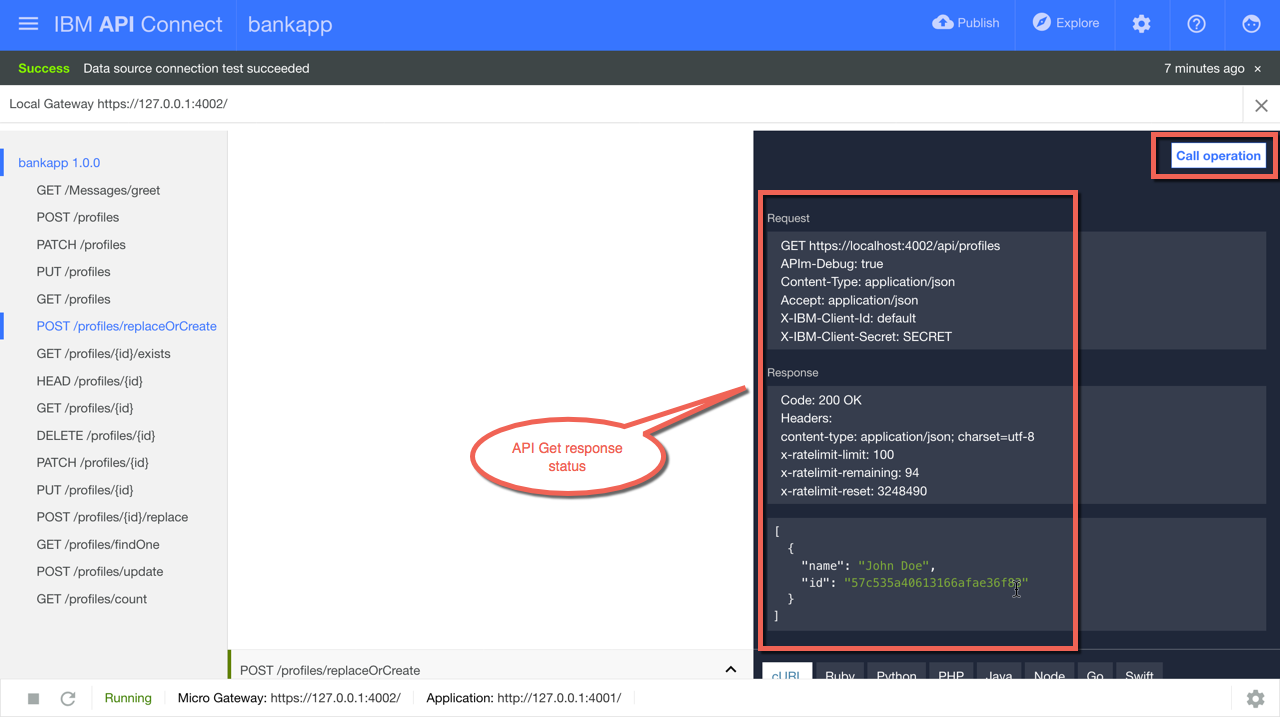 IBM API Connect bankapp Publish Explore
Success Data source connection test succeeded 7 minutes ago ×
Local Gateway https://127.0.0.1:4002/
bankapp 1.0.0
GET /Messages/greet
POST /profiles
PATCH /profiles
PUT /profiles
GET /profiles
POST /profiles/replaceOrCreate
GET /profiles/{id}/exists
HEAD /profiles/{id}
GET /profiles/{id}
DELETE /profiles/{id}
PATCH /profiles/{id}
PUT /profiles/{id}
POST /profiles/{id}/replace
GET /profiles/findOne
POST /profiles/update
GET /profiles/count
API Get response
status
POST /profiles/replaceOrCreate
Call operation
Request
GET https://localhost:4002/api/profiles
APIm-Debug: true
Content-Type: application/json
Accept: application/json
X-IBM-Client-Id: default
X-IBM-Client-Secret: SECRET
Response
Code: 200 OK
Headers:
content-type: application/json; charset=utf-8
x-ratelimit-limit: 100
x-ratelimit-remaining: 94
x-ratelimit-reset: 3248490
[
{
"name": "John Doe",
"id":
}
]
cURL Ruby Python PHP Java Node Go Swift
Running Micro Gateway: https://127.0.0.1:4002/ Application: http://127.0.0.1:4001/